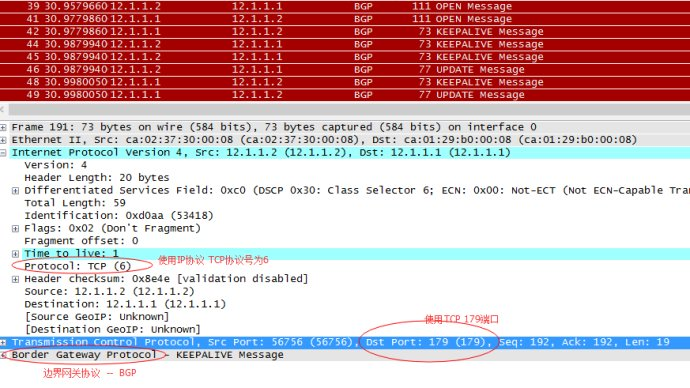 39 30.9579660 12.1.1.2 12.1.1.1 BGP 111 OPEN Message
41 30.9779860 12.1.1.1 12.1.1.2 BGP 111 OPEN Message
42 30.9779860 12.1.1.1 12.1.1.2 BGP 73 KEEPALIVE Message
44 30.9879940 12.1.1.2 12.1.1.1 BGP 73 KEEPALIVE Message
45 30.9879940 12.1.1.1 12.1.1.2 BGP 73 KEEPALIVE Message
46 30.9879940 12.1.1.1 12.1.1.2 BGP 77 UPDATE Message
48 30.9980050 12.1.1.2 12.1.1.1 BGP 73 KEEPALIVE Message
49 30.9980050 12.1.1.2 12.1.1.1 BGP 77 UPDATE Message
Frame 191: 73 bytes on wire (584 bits), 73 bytes captured (584 bits) on interface 0
Ethernet II, Src: ca:02:37:30:00:08 (ca:02:37:30:00:08), Dst: ca:01:29:b0:00:08 (ca:01:29:b0:00:08)
Internet Protocol Version 4, Src: 12.1.1.2 (12.1.1.2), Dst: 12.1.1.1 (12.1.1.1)
Version: 4
Header Length: 20 bytes
Differentiated Services Field: 0xc0 (DSCP 0x30: Class Selector 6; ECN: 0x00: Not-ECT (Not ECN-Capable Tran
Total Length: 59
Identification: 0xd0aa (53418)
Flags: 0x02 (Don't Fragment)
Fragment offset: 0
Time to live: 1
使用IP协议 TCP协议号为6
Protocol: TCP (6)
Header checksum: 0x8e4e [validation disabled]
Source: 12.1.1.2 (12.1.1.2)
Destination: 12.1.1.1 (12.1.1.1)
[Source GeoIP: Unknown]
使用TCP 179端口
[Destination GeoIP: Unknown]
Transmission Control Protocol, Src Port: 56756 (56756), Dst Port: 179 (179), Seq: 192, Ack: 192, Len: 19
Border Gateway Protocol - KEEPALIVE Message
边界网关协议 -- BGP